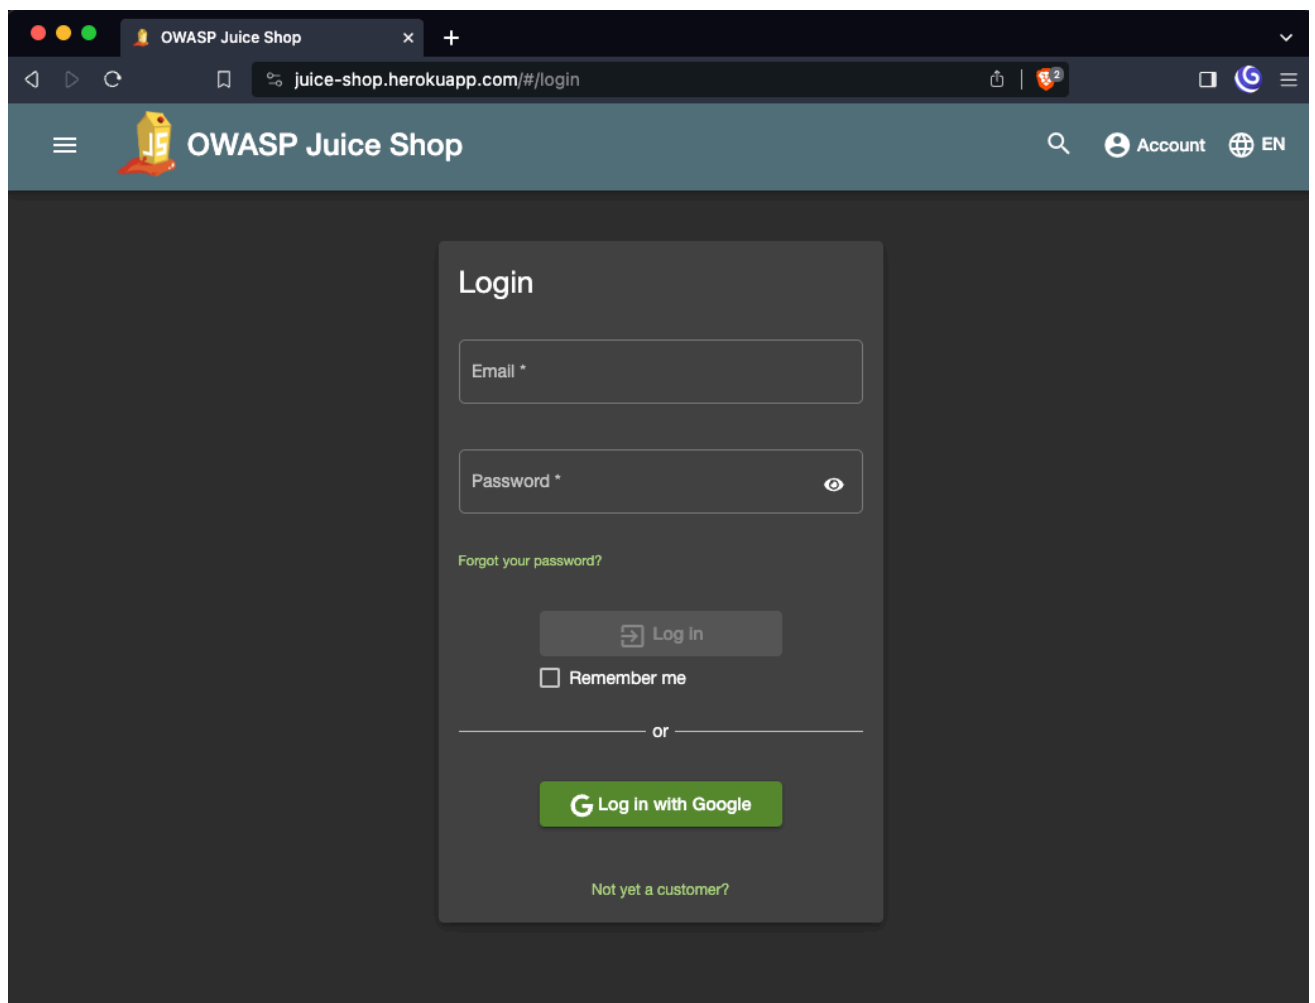 OWASP Juice Shop
juice-shop.herokuapp.com/#/login
2
JS
OWASP Juice Shop
Account
EN
Login
Email *
Password *
Forgot your password?
Log in
Remember me
or
G Log in with Google
Not yet a customer?